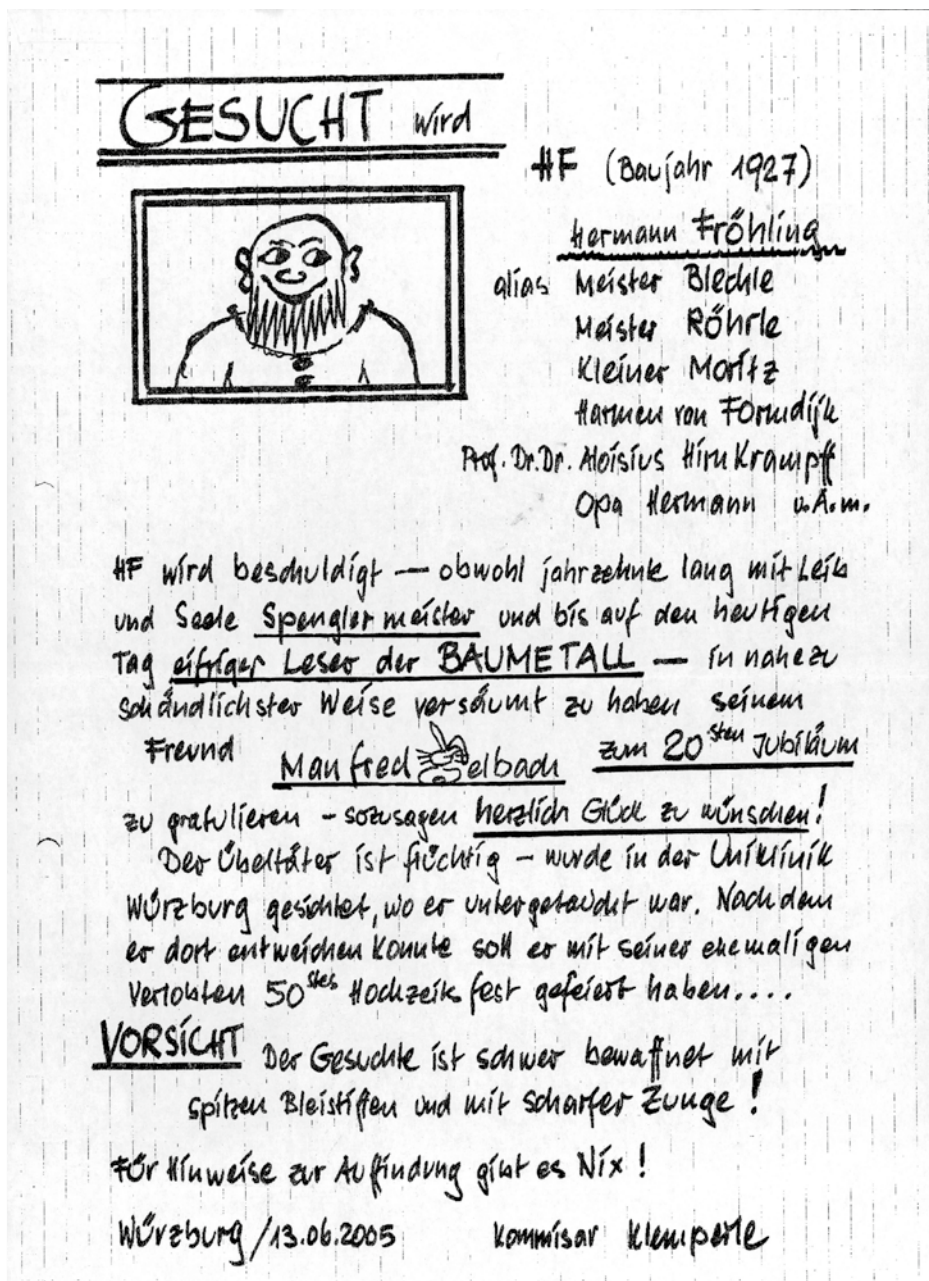 GESUCHT wird
HF (Baujahr 1927)
Hermann Fröhling
alias Meister Blechle
Meister Röhrle
Kleiner Moritz
Harmen von Formdijk
Prof. Dr. Dr. Aloisius Hirnkrampff
Opa Hermann u.A.m.
HF wird beschuldigt — obwohl jahrzehnte lang mit Leib
und Seele Spenglermeister und bis auf den heutigen
Tag eifriger Leser der BAUMETALL — in nahezu
schändlichster Weise versäumt zu haben seinem
Freund Manfred elbach zum 20sten Jubiläum
zu gratulieren – sozusagen herzlich Glück zu wünschen!
Der Übeltäter ist flüchtig – wurde in der Uniklinik
Würzburg gesichtet, wo er untergetaucht war. Nachdem
er dort entweichen konnte soll er mit seiner ehemaligen
Verlobten 50stes Hochzeitsfest gefeiert haben....
VORSICHT Der Gesuchte ist schwer bewaffnet mit
spitzen Bleistiften und mit scharfer Zunge!
Für Hinweise zur Auffindung gibt es Nix!
Würzburg /13.06.2005 Kommisar Klemperle